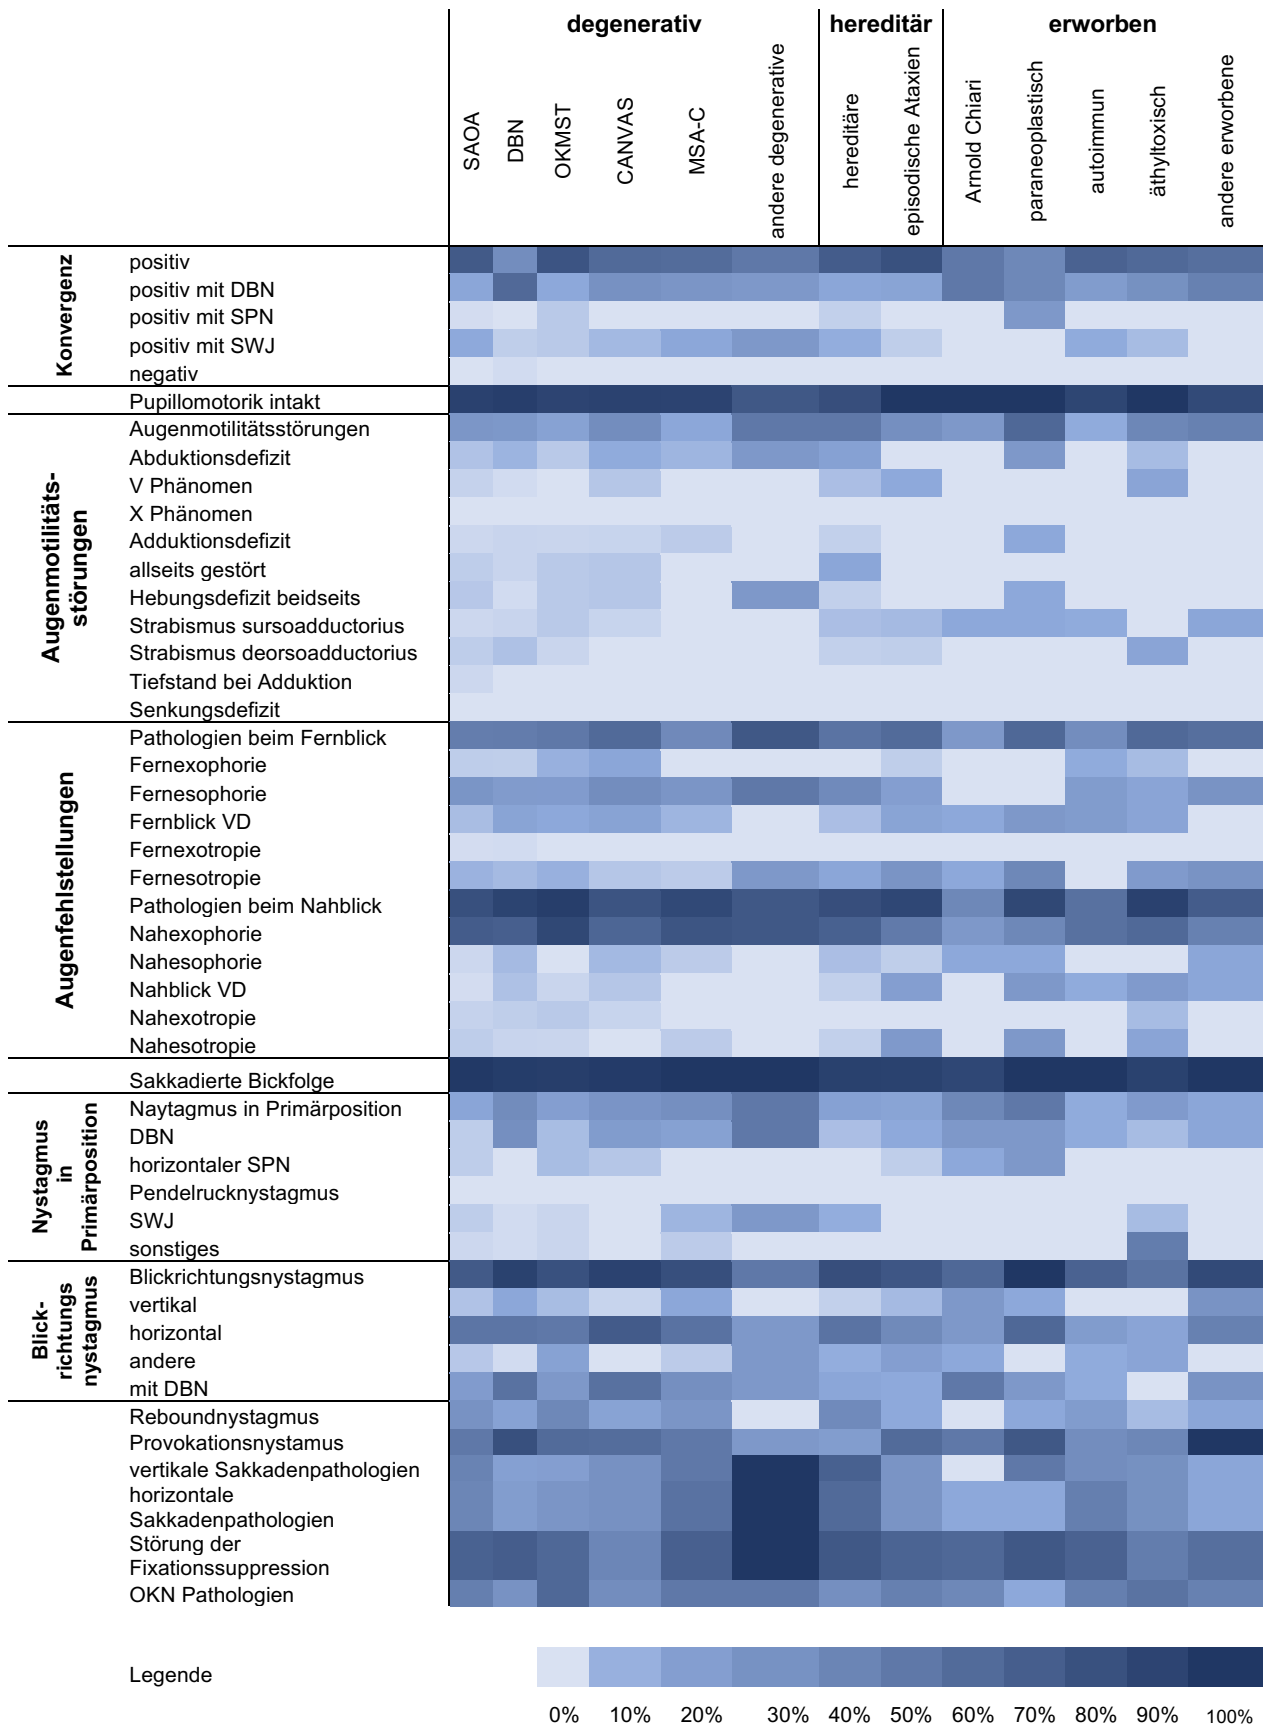 degenerativ hereditär erworben
SAOA
DBN
OKMST
CANVAS
MSA-C
andere degenerative
hereditäre
episodische Ataxien
Arnold Chiari
paraneoplastisch
autoimmun
äthyltoxisch
andere erworbene
Konvergenz
positiv
positiv mit DBN
positiv mit SPN
positiv mit SWJ
negativ
Pupillomotorik intakt
Augenmotilitäts-
störungen
Augenmotilitätsstörungen
Abduktionsdefizit
V Phänomen
X Phänomen
Adduktionsdefizit
allseits gestört
Hebungsdefizit beidseits
Strabismus sursoadductorius
Strabismus deorsoadductorius
Tiefstand bei Adduktion
Senkungsdefizit
Augenfehlstellungen
Pathologien beim Fernblick
Fernexophorie
Fernesophorie
Fernblick VD
Fernexotropie
Fernesotropie
Pathologien beim Nahblick
Nahexophorie
Nahesophorie
Nahblick VD
Nahexotropie
Nahesotropie
Sakkadierte Bickfolge
Nystagmus
in
Primärposition
Naytagmus in Primärposition
DBN
horizontaler SPN
Pendelrucknystagmus
SWJ
sonstiges
Blick-
richtungs
nystagmus
Blickrichtungsnystagmus
vertikal
horizontal
andere
mit DBN
Reboundnystagmus
Provokationsnystamus
vertikale Sakkadenpathologien
horizontale
Sakkadenpathologien
Störung der
Fixationssuppression
OKN Pathologien
Legende
0% 10% 20% 30% 40% 50% 60% 70% 80% 90% 100%